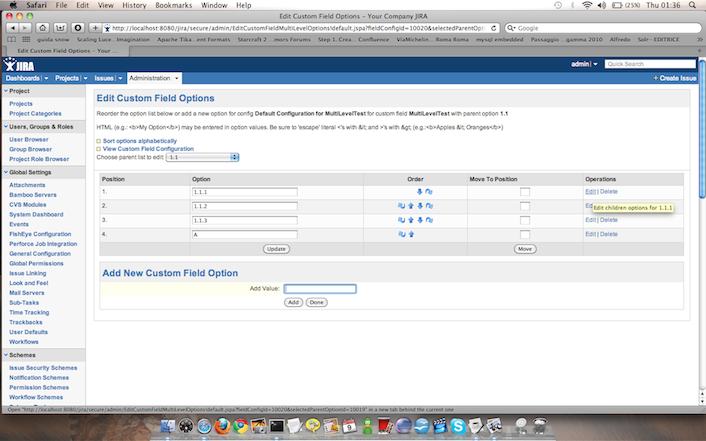 Safari File Edit View History Bookmarks Develop Window Help (25%) Thu 01:36
Edit Custom Field Options – Your Company JIRA
http://localhost:8080/jira/secure/admin/EditCustomFieldMultiLevelOptions!default.jspa?fieldConfigId=10020&selectedParentOpti
Google
guida snow Scaling Luce... Imagination Apache Tika ...ent Formats Starcraft 2 ...mors Forum Step 1. Crea... Confluence ViaMichelin... Roma Roma mysql embedded Passaggio gamma 2010 Alfredo Solr - EDITRICE
Edit Custom Field Options – Your ...
JIRA
admin
Quick Search
Dashboards Projects Issues Administration + Create Issue
Project
Projects
Project Categories
Users, Groups & Roles
User Browser
Group Browser
Project Role Browser
Global Settings
Attachments
Bamboo Servers
CVS Modules
System Dashboard
Events
FishEye Configuration
Perforce Job Integration
General Configuration
Global Permissions
Issue Linking
Look and Feel
Mail Servers
Sub-Tasks
Time Tracking
Trackbacks
User Defaults
Workflows
Schemes
Issue Security Schemes
Notification Schemes
Permission Schemes
Workflow Schemes
Edit Custom Field Options
Reorder the option list below or add a new option for config Default Configuration for MultiLevelTest for custom field MultiLevelTest with parent option 1.1
HTML (e.g.: <b>My Option</b>) may be entered in option values. Be sure to 'escape' literal <'s with &lt; and >'s with &gt; (e.g.:<b>Apples &lt; Oranges</b>)
Sort options alphabetically
View Custom Field Configuration
Choose parent list to edit: 1.1
Position Option Order Move To Position Operations
1. 1.1.1 Edit | Delete
2. 1.1.2
Edit children options for 1.1.1
3. 1.1.3 Edit | Delete
4. A Edit | Delete
Update Move
Add New Custom Field Option
Add Value:
Add Done
Open "http://localhost:8080/jira/secure/admin/EditCustomFieldMultiLevelOptions!default.jspa?fieldConfigId=10020&selectedParentOptionId=10019" in a new tab behind the current one